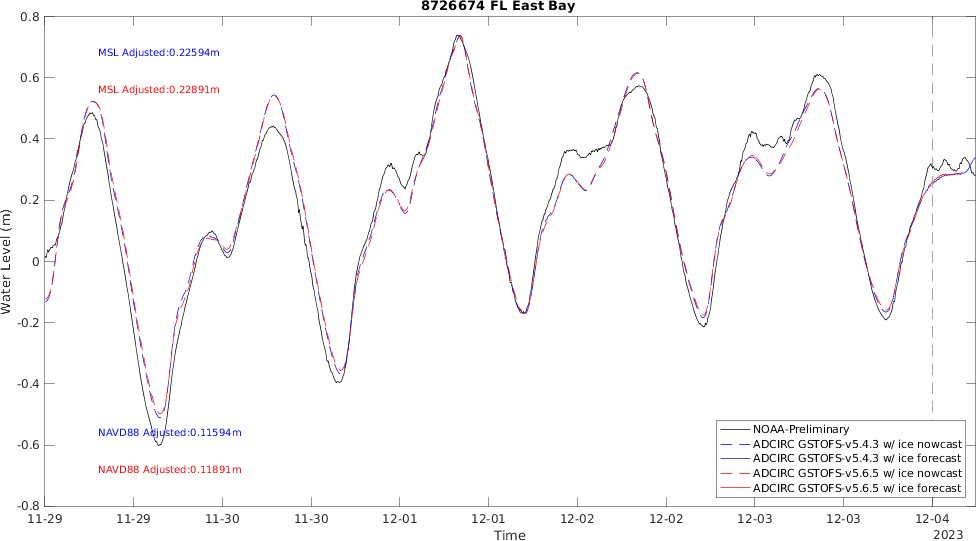 8726674 FL East Bay
0.8
0.6
0.4
0.2
0
-0.2
-0.4
-0.6
-0.8
Water Level (m)
MSL Adjusted:0.22594m
MSL Adjusted:0.22891m
NAVD88 Adjusted:0.11594m
NAVD88 Adjusted:0.11891m
NOAA-Preliminary
ADCIRC GSTOFS-v5.4.3 w/ ice nowcast
ADCIRC GSTOFS-v5.4.3 w/ ice forecast
ADCIRC GSTOFS-v5.6.5 w/ ice nowcast
ADCIRC GSTOFS-v5.6.5 w/ ice forecast
11-29 11-29 11-30 11-30 12-01 12-01 12-02 12-02 12-03 12-03 12-04
Time
2023